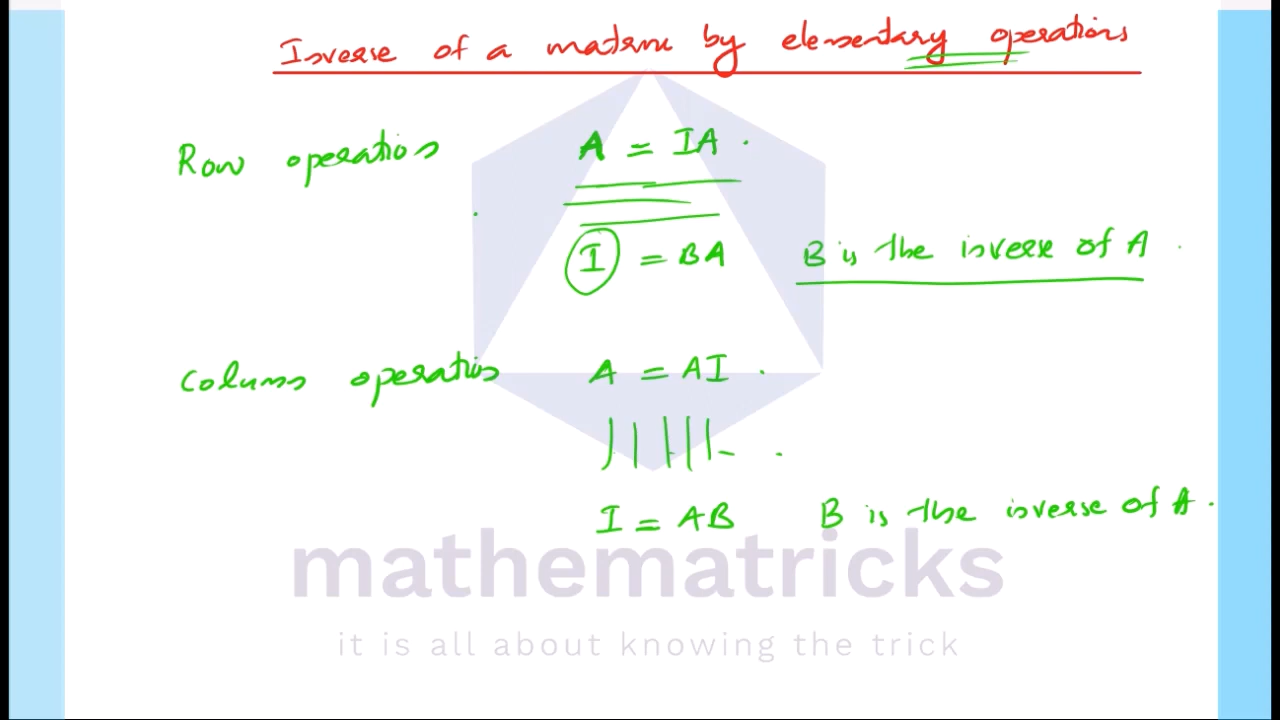 Inverse of a matrix by elementary operations
Row operations A = IA .
I = BA B is the inverse of A .
Column operations A = AI .
I = AB B is the inverse of A .
mathematricks
it is all about knowing the trick